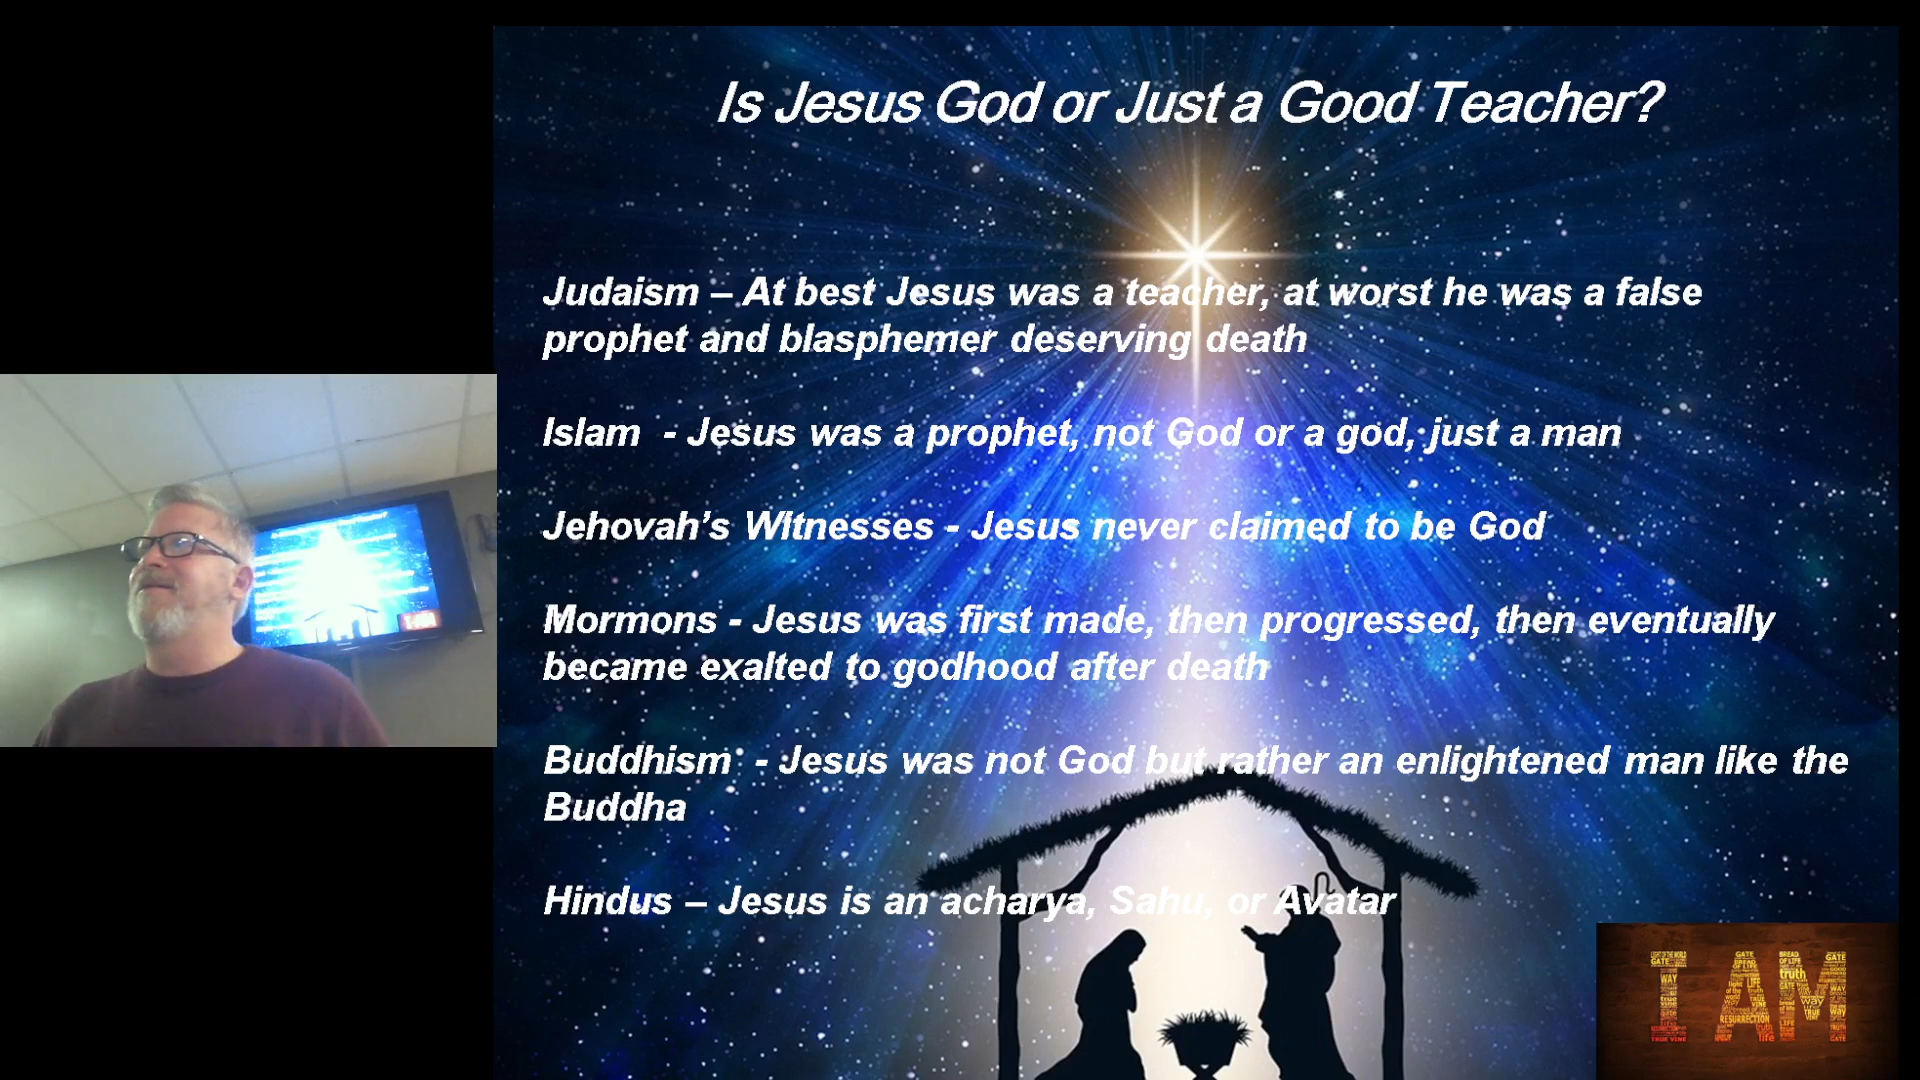 Is Jesus God or Just a Good Teacher?
Judaism – At best Jesus was a teacher, at worst he was a false
prophet and blasphemer deserving death
Islam - Jesus was a prophet, not God or a god, just a man
Jehovah’s WItnesses - Jesus never claimed to be God
Mormons - Jesus was first made, then progressed, then eventually
became exalted to godhood after death
Buddhism - Jesus was not God but rather an enlightened man like the
Buddha
Hindus – Jesus is an acharya, Sahu, or Avatar
I AM